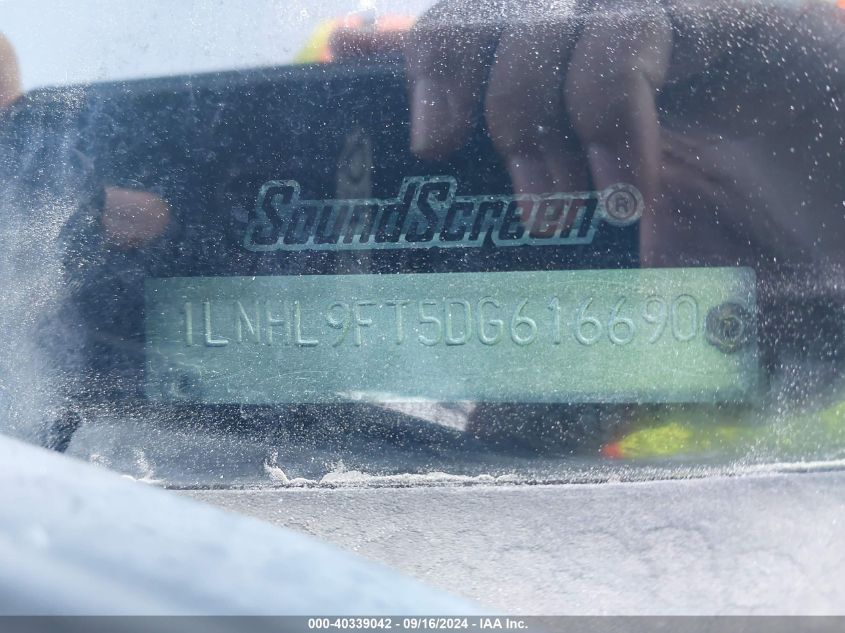 SoundScreen®
1LNHL9FT5DG616690
000-40339042 - 09/16/2024 - IAA Inc.